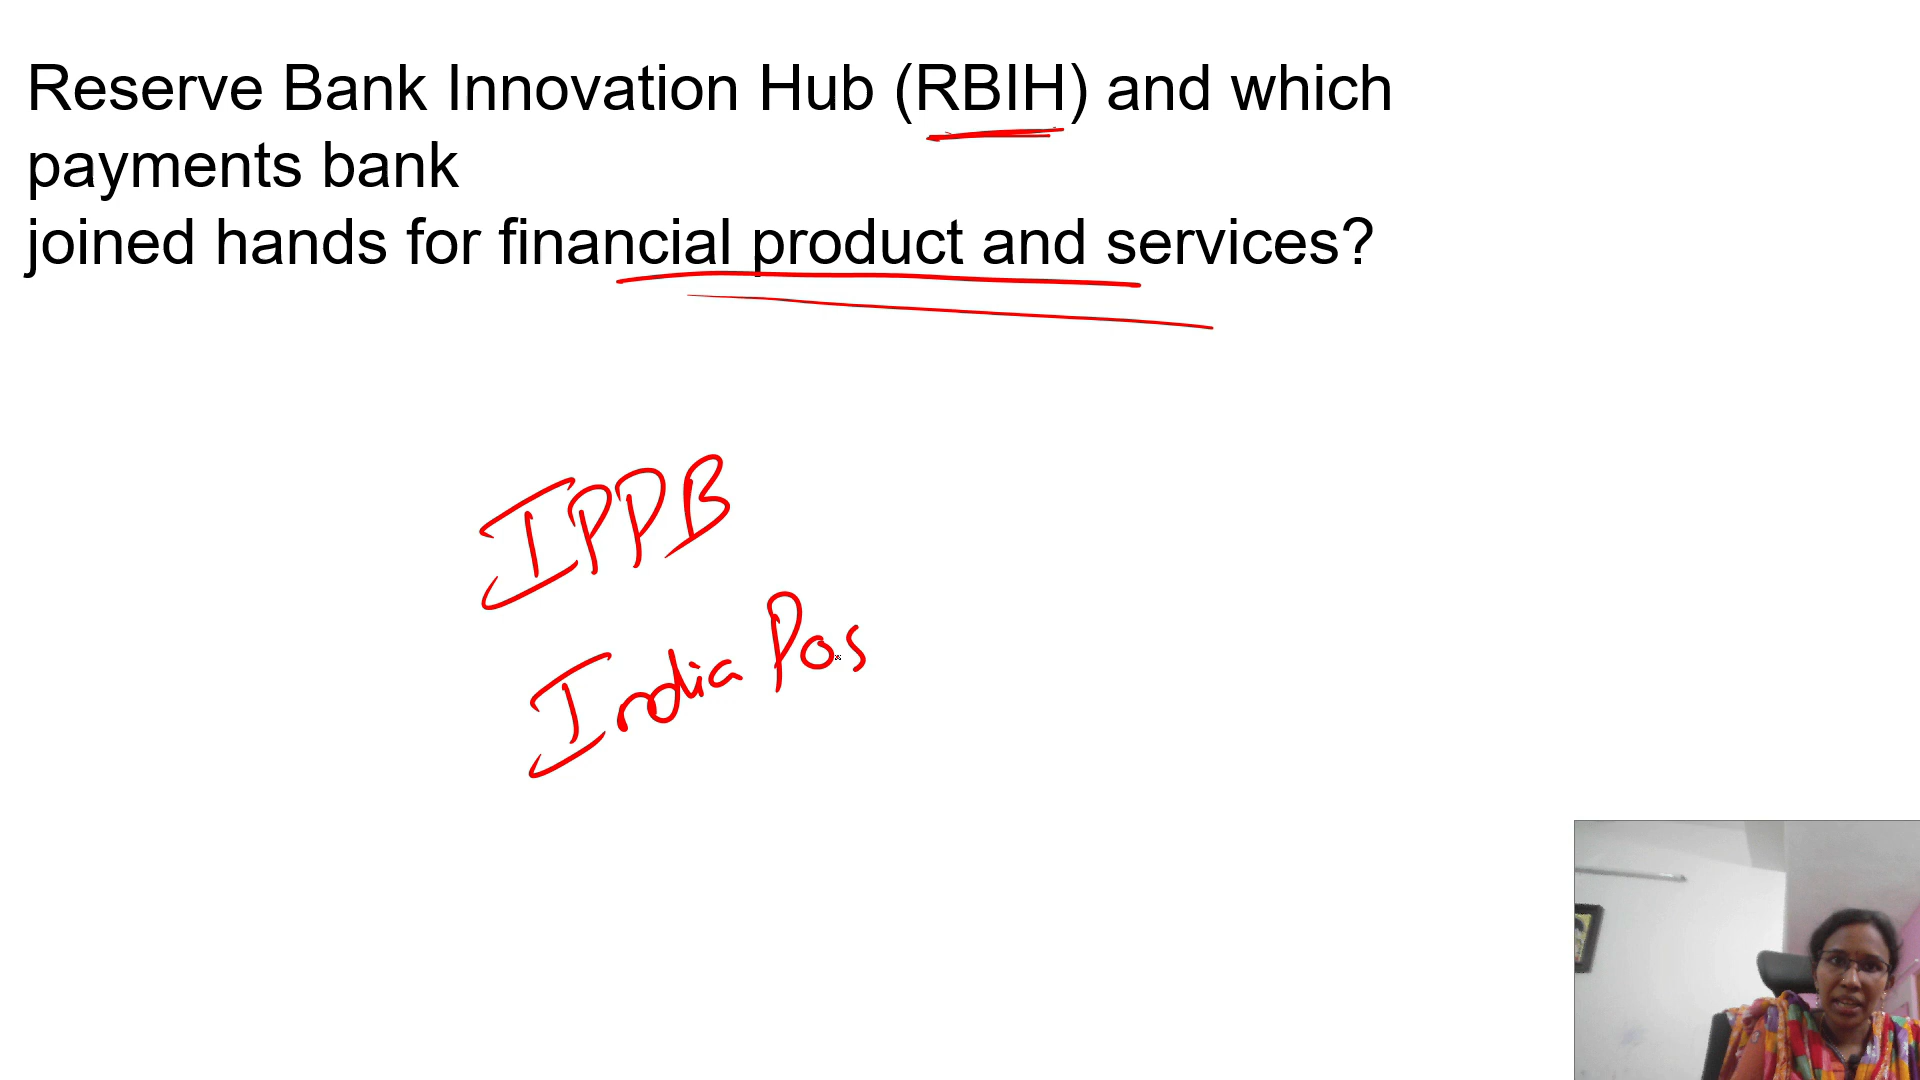 Reserve Bank Innovation Hub (RBIH) and which
payments bank
joined hands for financial product and services?
IPPB
India Pos